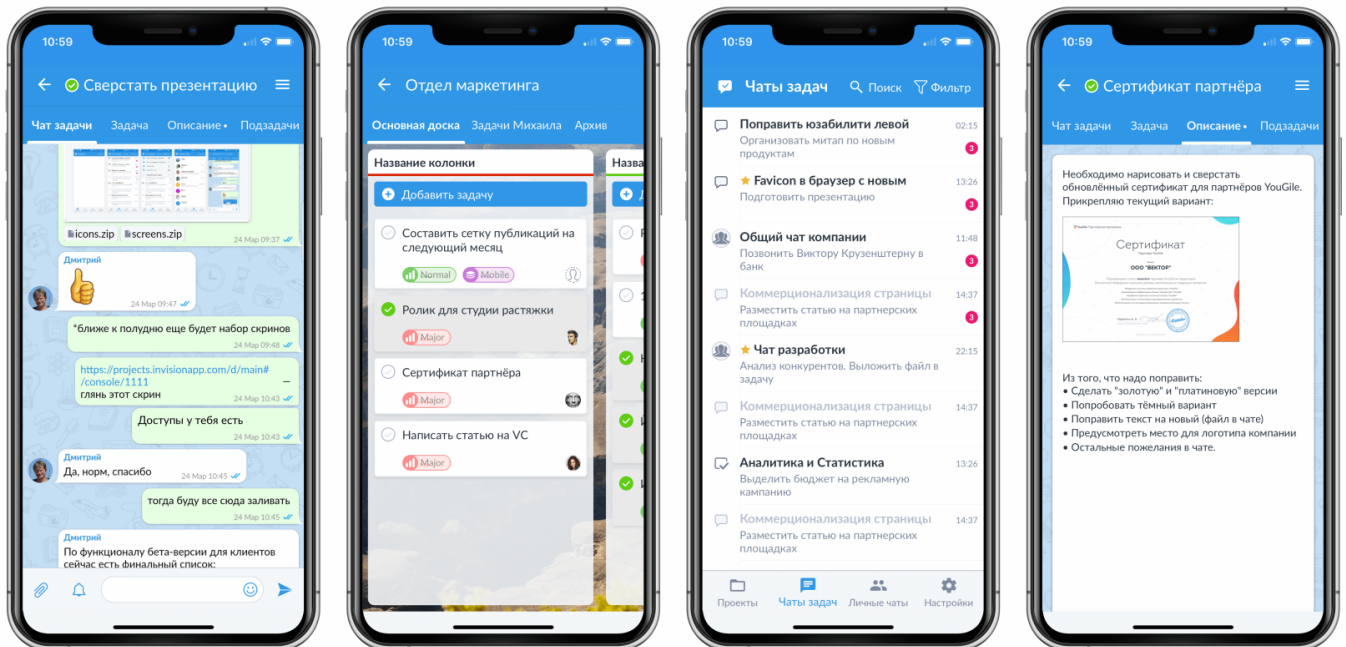 10:59
Сверстать презентацию
Чат задачи Задача Описание • Подзадачи
icons.zip screens.zip
24 Мар 09:37
Дмитрий
24 Мар 09:47
*ближе к полудню еще будет набор скринов
24 Мар 09:48
https://projects.invisionapp.com/d/main#
/console/1111
глянь этот скрин
24 Мар 10:43
Доступы у тебя есть
24 Мар 10:43
Дмитрий
Да, норм, спасибо
24 Мар 10:45
тогда буду все сюда заливать
24 Мар 10:45
Дмитрий
По функционалу бета-версии для клиентов
сейчас есть финальный список:
10:59
Отдел маркетинга
Основная доска Задачи Михаила Архив
Название колонки
Назва
Добавить задачу
Составить сетку публикаций на
следующий месяц
Normal Mobile
Ролик для студии растяжки
Major
Сертификат партнёра
Major
Написать статью на VC
Major
10:59
Чаты задач Поиск Фильтр
Поправить юзабилити левой 02:15
Организовать митап по новым
продуктам
3
Favicon в браузер с новым 13:26
Подготовить презентацию
3
Общий чат компании 11:48
Позвонить Виктору Крузенштерну в
банк
3
Коммерционализация страницы 14:37
Разместить статью на партнерских
площадках
3
Чат разработки 22:15
Анализ конкурентов. Выложить файл в
задачу
Коммерционализация страницы 14:37
Разместить статью на партнерских
площадках
Аналитика и Статистика 13:26
Выделить бюджет на рекламную
кампанию
Коммерционализация страницы 14:37
Разместить статью на партнерских
площадках
Проекты Чаты задач Личные чаты Настройки
10:59
Сертификат партнёра
Чат задачи Задача Описание • Подзадачи
Необходимо нарисовать и сверстать
обновлённый сертификат для партнёров YouGile.
Прикрепляю текущий вариант:
Сертификат
ООО "ВЕКТОР"
Из того, что надо поправить:
• Сделать "золотую" и "платиновую" версии
• Попробовать тёмный вариант
• Поправить текст на новый (файл в чате)
• Предусмотреть место для логотипа компании
• Остальные пожелания в чате.